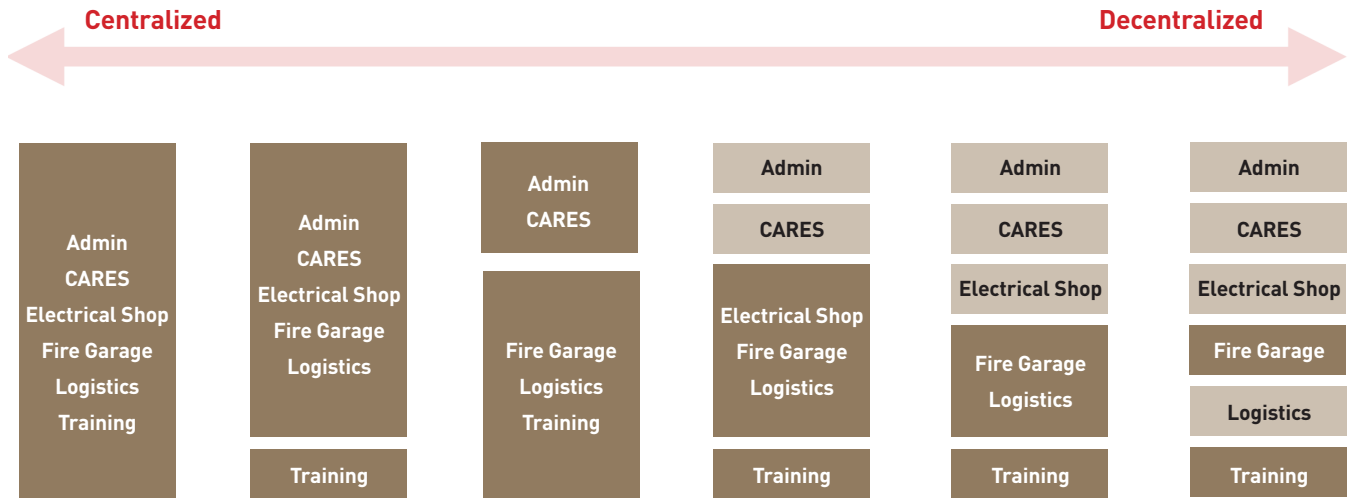 Centralized
Decentralized
Admin
CARES
Electrical Shop
Fire Garage
Logistics
Training
Admin
CARES
Electrical Shop
Fire Garage
Logistics
Training
Admin
CARES
Fire Garage
Logistics
Training
Admin
CARES
Electrical Shop
Fire Garage
Logistics
Training
Admin
CARES
Electrical Shop
Fire Garage
Logistics
Training
Admin
CARES
Electrical Shop
Fire Garage
Logistics
Training